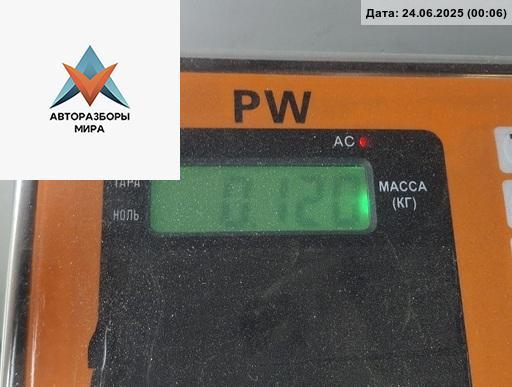 Дата: 24.06.2025 (00:06)
АВТОРАЗБОРЫ
МИРА
PW
AC
ТАРА
НОЛЬ
0.120
МАССА
(КГ)